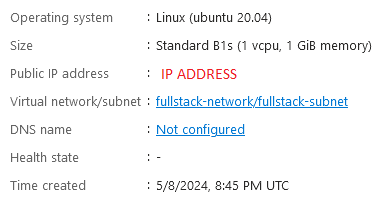 Operating system : Linux (ubuntu 20.04)
Size : Standard B1s (1 vcpu, 1 GiB memory)
Public IP address : IP ADDRESS
Virtual network/subnet : fullstack-network/fullstack-subnet
DNS name : Not configured
Health state : -
Time created : 5/8/2024, 8:45 PM UTC